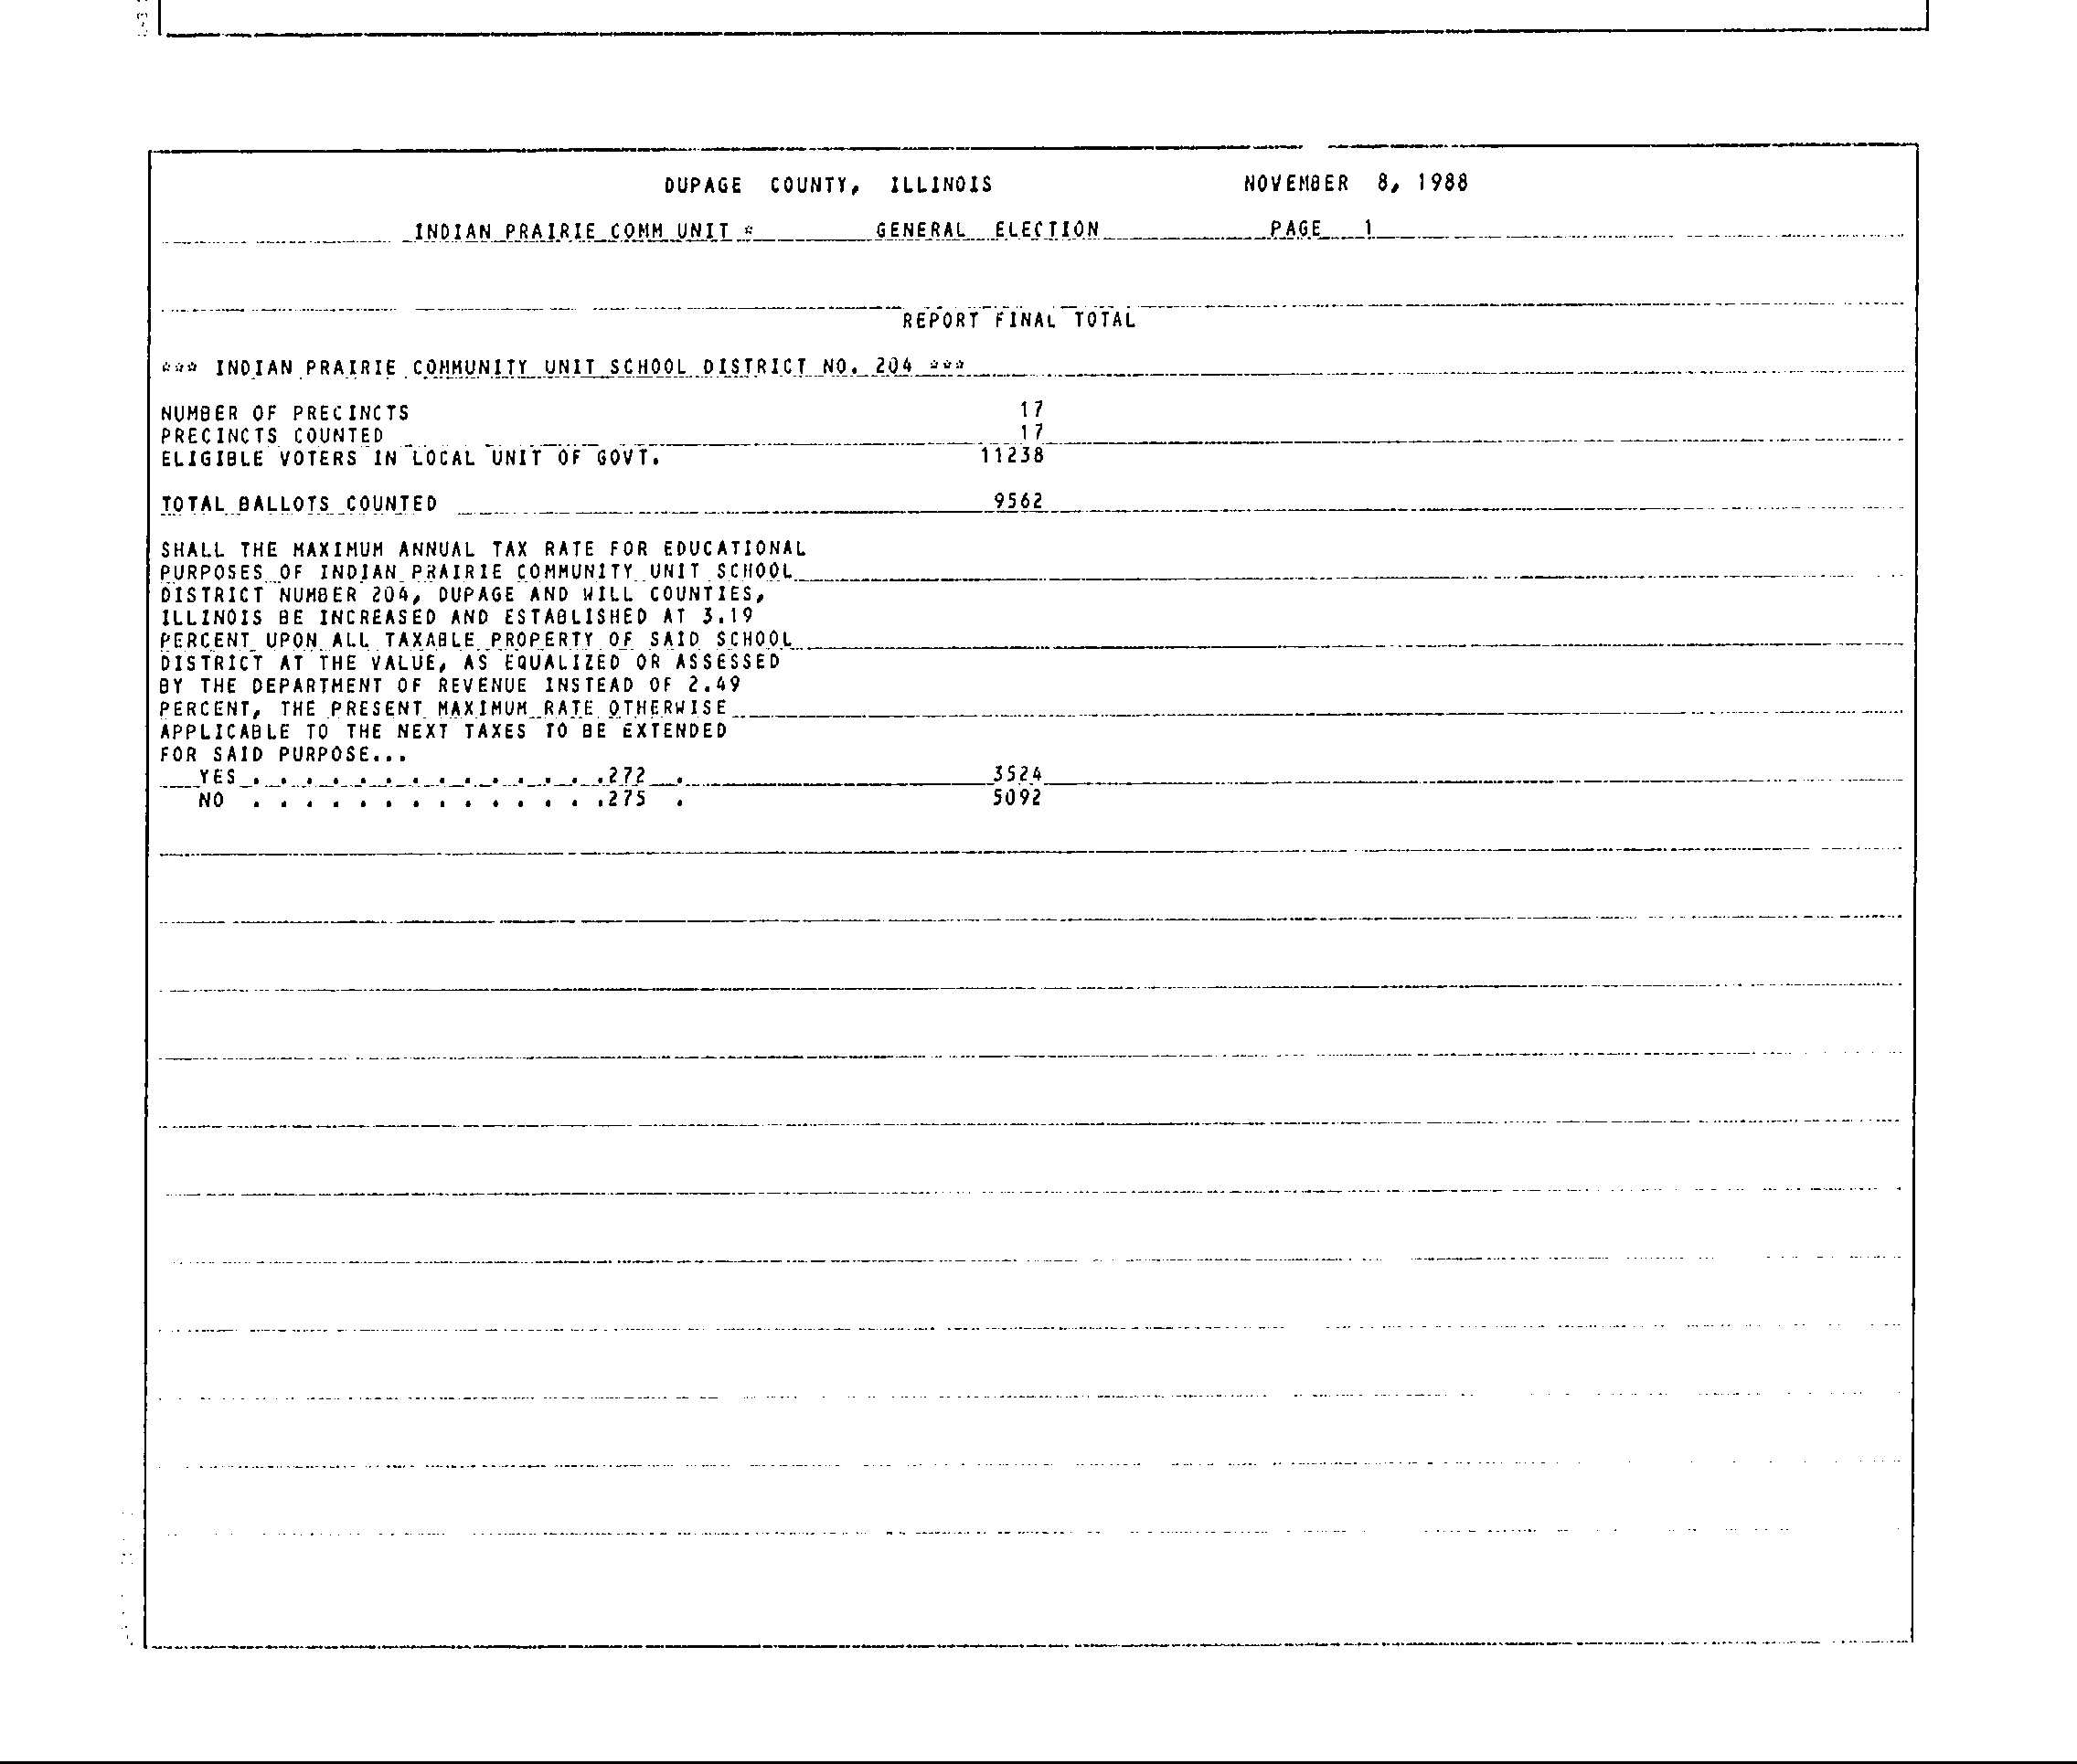 DUPAGE COUNTY, ILLINOIS NOVEMBER 8, 1988
INDIAN PRAIRIE COMM UNIT * GENERAL ELECTION PAGE 1
REPORT FINAL TOTAL
*** INDIAN PRAIRIE COMMUNITY UNIT SCHOOL DISTRICT NO. 204 ***
NUMBER OF PRECINCTS 17
PRECINCTS COUNTED 17
ELIGIBLE VOTERS IN LOCAL UNIT OF GOVT. 11238
TOTAL BALLOTS COUNTED 9562
SHALL THE MAXIMUM ANNUAL TAX RATE FOR EDUCATIONAL
PURPOSES OF INDIAN PRAIRIE COMMUNITY UNIT SCHOOL
DISTRICT NUMBER 204, DUPAGE AND WILL COUNTIES,
ILLINOIS BE INCREASED AND ESTABLISHED AT 3.19
PERCENT UPON ALL TAXABLE PROPERTY OF SAID SCHOOL
DISTRICT AT THE VALUE, AS EQUALIZED OR ASSESSED
BY THE DEPARTMENT OF REVENUE INSTEAD OF 2.49
PERCENT, THE PRESENT MAXIMUM RATE OTHERWISE
APPLICABLE TO THE NEXT TAXES TO BE EXTENDED
FOR SAID PURPOSE...
YES . . . . . . . . . . . . . .272 . 3524
NO . . . . . . . . . . . . . .275 . 5092